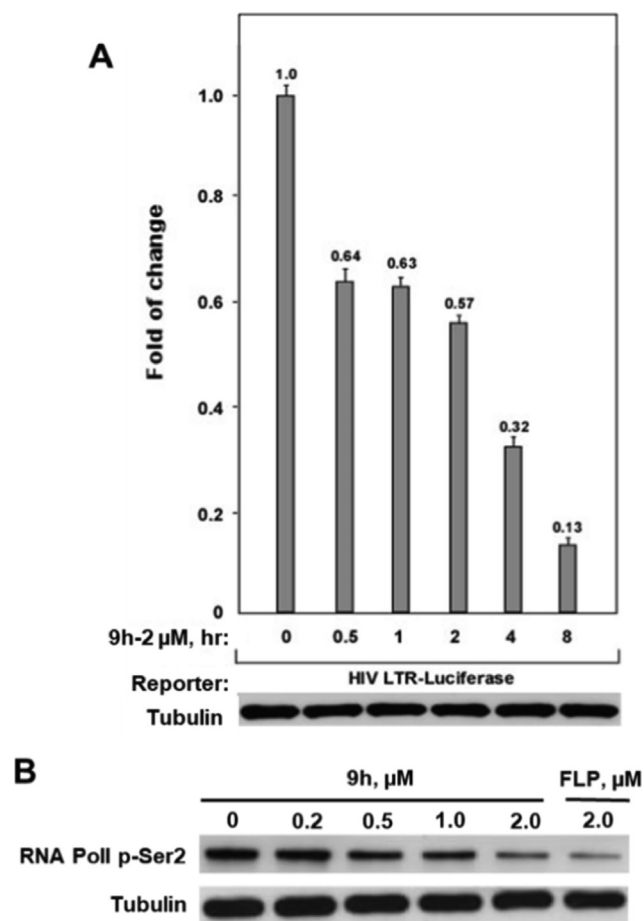 A
Fold of change
1.0
0.8
0.6
0.4
0.2
0
1.0
0.64
0.63
0.57
0.32
0.13
9h-2 µM, hr: 0 0.5 1 2 4 8
Reporter: HIV LTR-Luciferase
Tubulin
B
9h, µM FLP, µM
0 0.2 0.5 1.0 2.0 2.0
RNA PolI p-Ser2
Tubulin